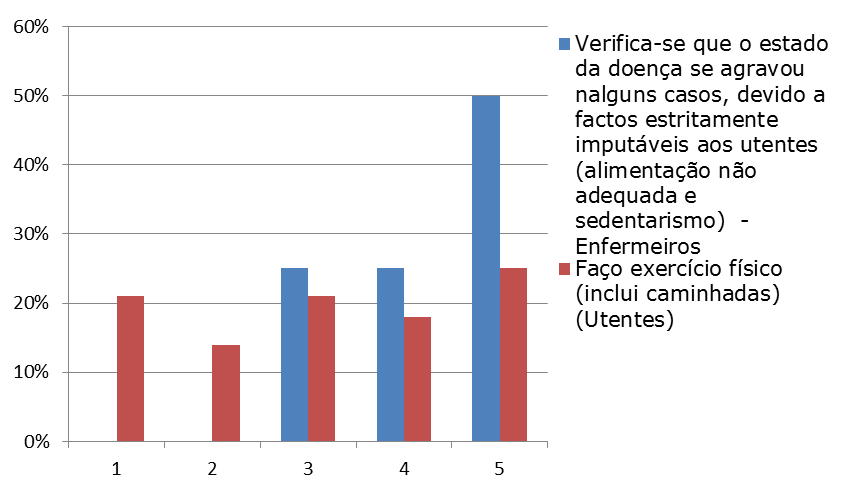 60%
50%
40%
30%
20%
10%
0%
1 2 3 4 5
Verifica-se que o estado
da doença se agravou
nalguns casos, devido a
factos estritamente
imputáveis aos utentes
(alimentação não
adequada e
sedentarismo) -
Enfermeiros
Faço exercício físico
(inclui caminhadas)
(Utentes)